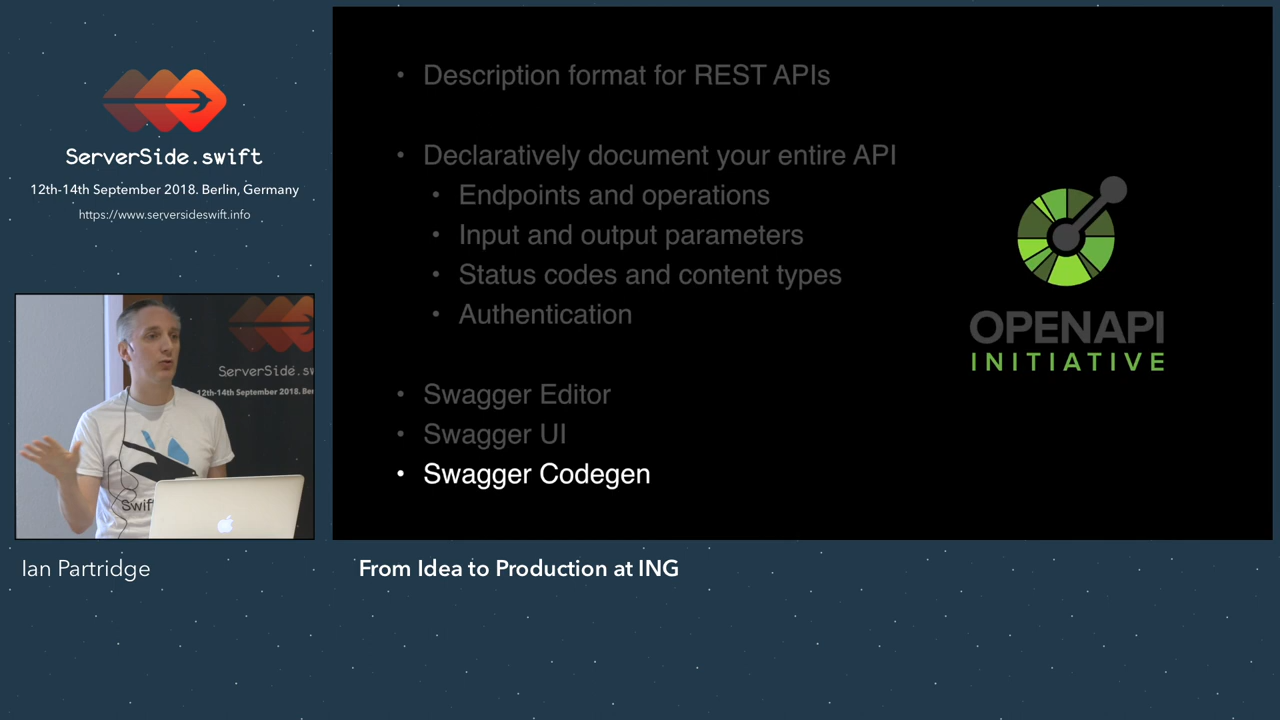 ServerSide.swift
12th-14th September 2018. Berlin, Germany
https://www.serversideswift.info
ServerSide.sw
12th-14th September 2018. Ber
Swif
Ian Partridge
• Description format for REST APIs
• Declaratively document your entire API
• Endpoints and operations
• Input and output parameters
• Status codes and content types
• Authentication
• Swagger Editor
• Swagger UI
• Swagger Codegen
OPENAPI
INITIATIVE
From Idea to Production at ING